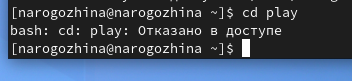 [narogozhina@narogozhina ~]$ cd play
bash: cd: play: Отказано в доступе
[narogozhina@narogozhina ~]$